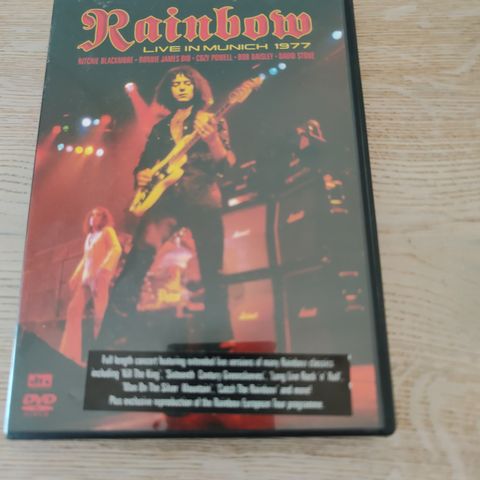 Rainbow
LIVE IN MUNICH 1977
RITCHIE BLACKMORE • RONNIE JAMES DIO • COZY POWELL • BOB DAISLEY • DAVID STONE
Marshall
Full length concert featuring extended live versions of many Rainbow classics
including 'Kill The King', 'Sixteenth Century Greensleeves', 'Long Live Rock 'n' Roll',
'Man On The Silver Mountain', 'Catch The Rainbow' and more!
Plus exclusive reproduction of the Rainbow European Tour programme.
dts
DVD
VIDEO